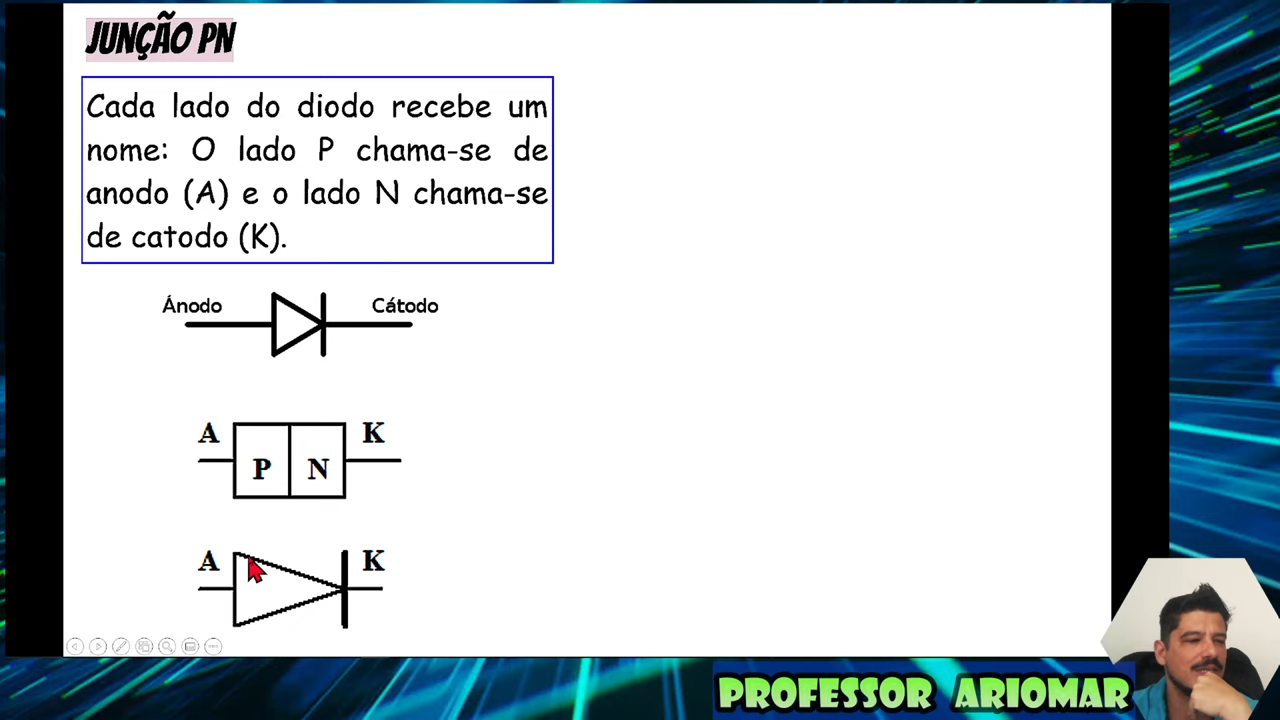 JUNÇÃO PN
Cada lado do diodo recebe um
nome: O lado P chama-se de
anodo (A) e o lado N chama-se
de catodo (K).
Ánodo Cátodo
A K
P N
A K
PROFESSOR ARIOMAR